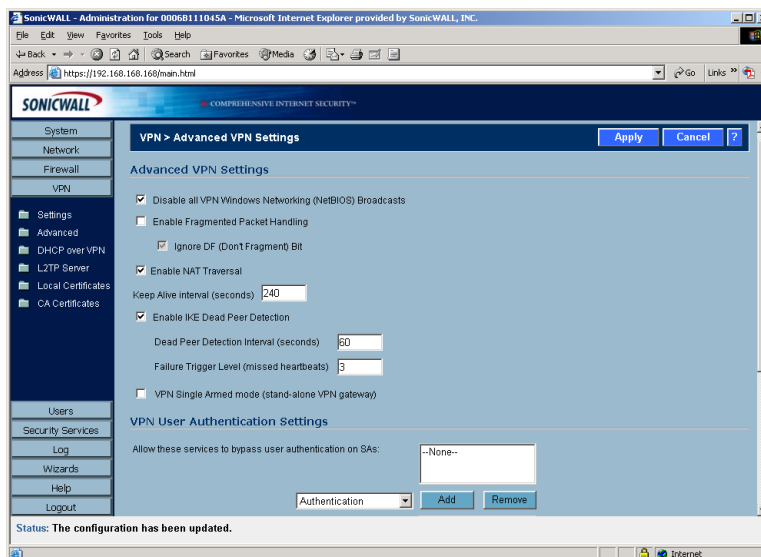 SonicWALL - Administration for 0006B111045A - Microsoft Internet Explorer provided by SonicWALL, INC.
File Edit View Favorites Tools Help
Back Search Favorites Media
Address https://192.168.168.168/main.html Go Links »
SONICWALL COMPREHENSIVE INTERNET SECURITY™
System
Network
Firewall
VPN
Settings
Advanced
DHCP over VPN
L2TP Server
Local Certificates
CA Certificates
Users
Security Services
Log
Wizards
Help
Logout
VPN > Advanced VPN Settings Apply Cancel ?
Advanced VPN Settings
Disable all VPN Windows Networking (NetBIOS) Broadcasts
Enable Fragmented Packet Handling
Ignore DF (Don't Fragment) Bit
Enable NAT Traversal
Keep Alive interval (seconds) 240
Enable IKE Dead Peer Detection
Dead Peer Detection Interval (seconds) 60
Failure Trigger Level (missed heartbeats) 3
VPN Single Armed mode (stand-alone VPN gateway)
VPN User Authentication Settings
Allow these services to bypass user authentication on SAs: --None--
Authentication Add Remove
Status: The configuration has been updated.
Internet